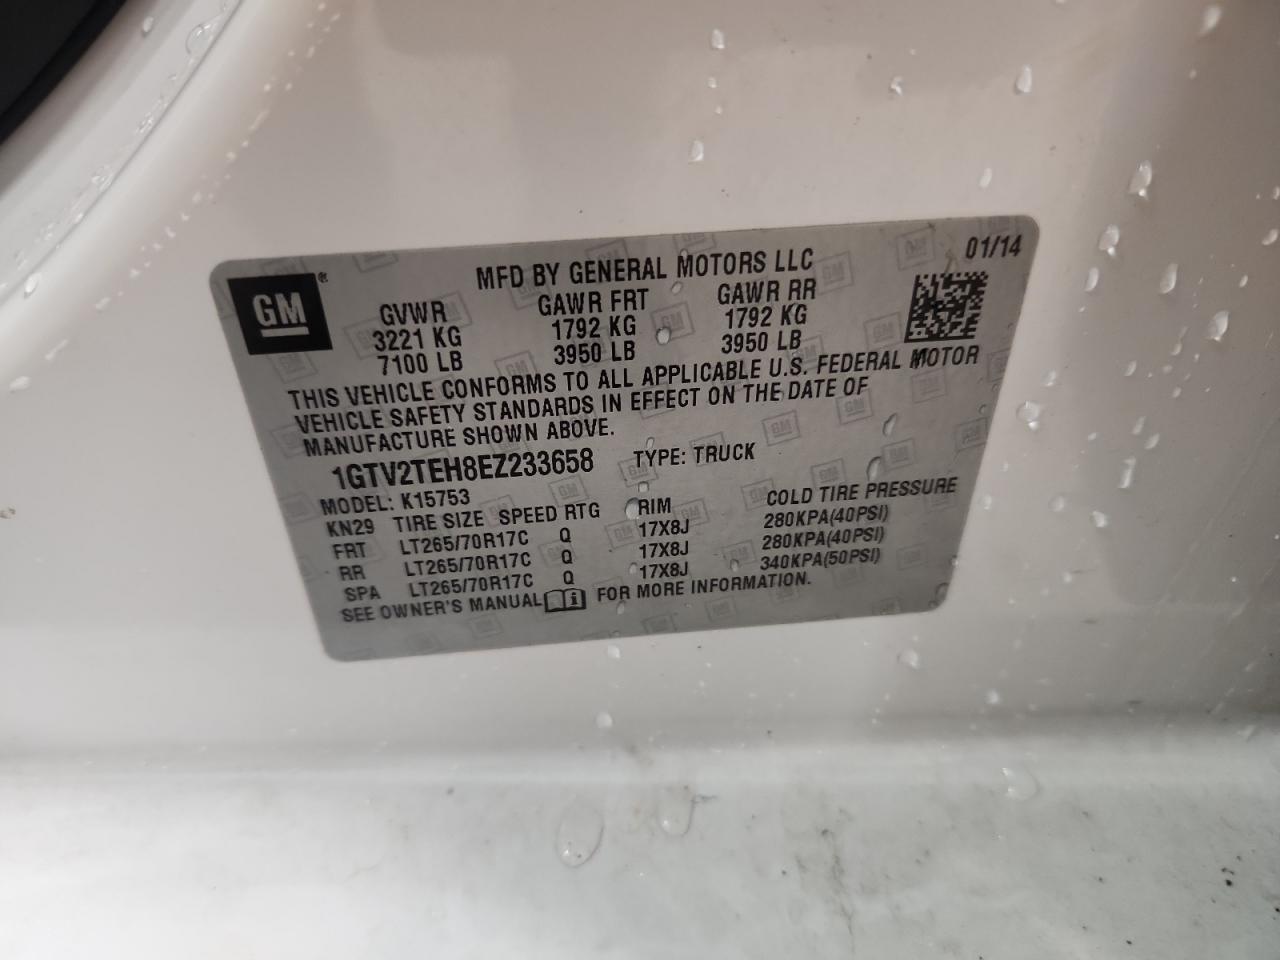 01/14
GM®
MFD BY GENERAL MOTORS LLC
GVWR GAWR FRT GAWR RR
3221 KG 1792 KG 1792 KG
7100 LB 3950 LB 3950 LB
THIS VEHICLE CONFORMS TO ALL APPLICABLE U.S. FEDERAL MOTOR
VEHICLE SAFETY STANDARDS IN EFFECT ON THE DATE OF
MANUFACTURE SHOWN ABOVE.
1GTV2TEH8EZ233658 TYPE: TRUCK
MODEL: K15753
KN29 TIRE SIZE SPEED RTG RIM COLD TIRE PRESSURE
FRT LT265/70R17C Q 17X8J 280KPA(40PSI)
RR LT265/70R17C Q 17X8J 280KPA(40PSI)
SPA LT265/70R17C Q 17X8J 340KPA(50PSI)
SEE OWNER'S MANUAL FOR MORE INFORMATION.